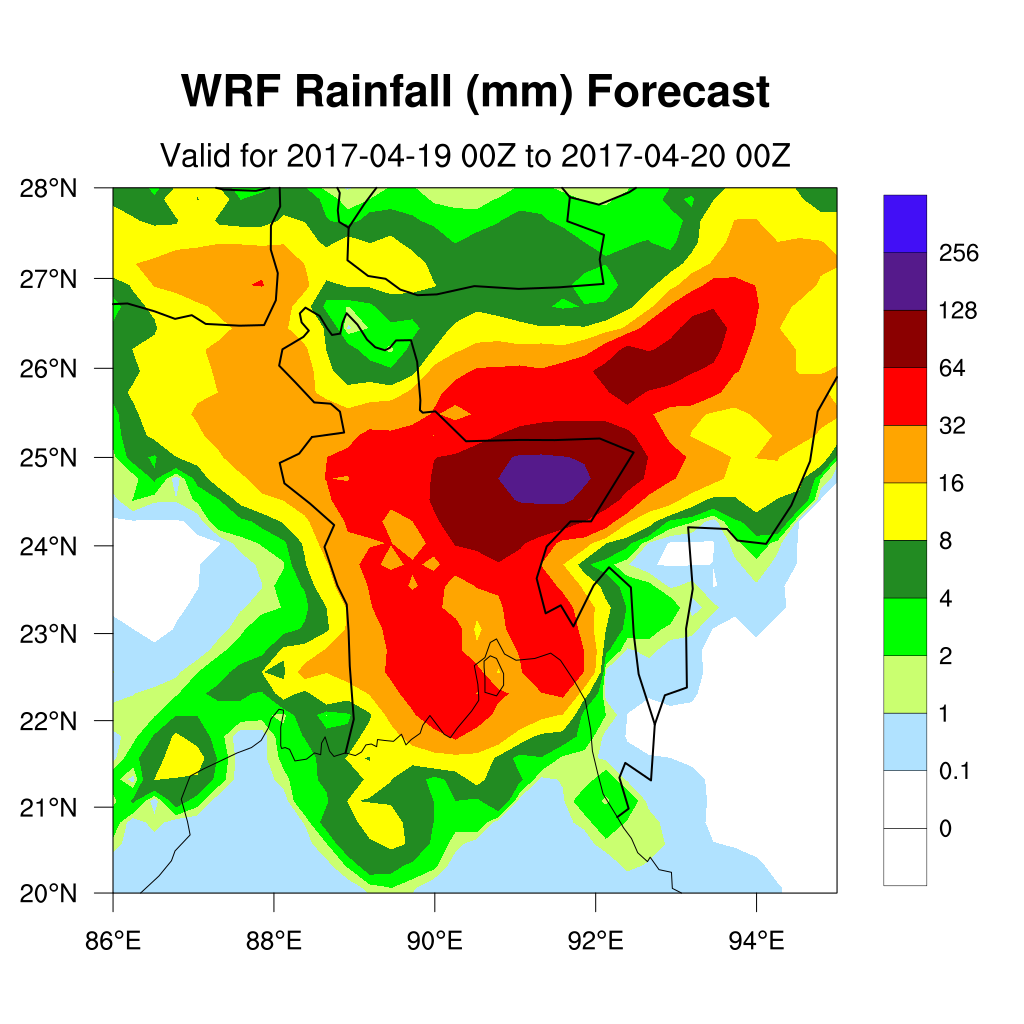 WRF Rainfall (mm) Forecast
Valid for 2017-04-19 00Z to 2017-04-20 00Z
28°N
27°N
26°N
25°N
24°N
23°N
22°N
21°N
20°N
86°E 88°E 90°E 92°E 94°E
256
128
64
32
16
8
4
2
1
0.1
0